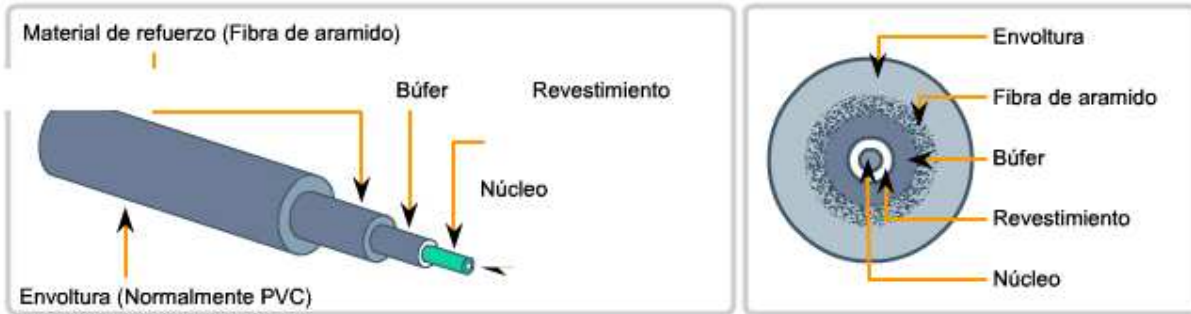 Material de refuerzo (Fibra de aramido)
Búfer
Revestimiento
Núcleo
Envoltura (Normalmente PVC)
Envoltura
Fibra de aramido
Búfer
Revestimiento
Núcleo